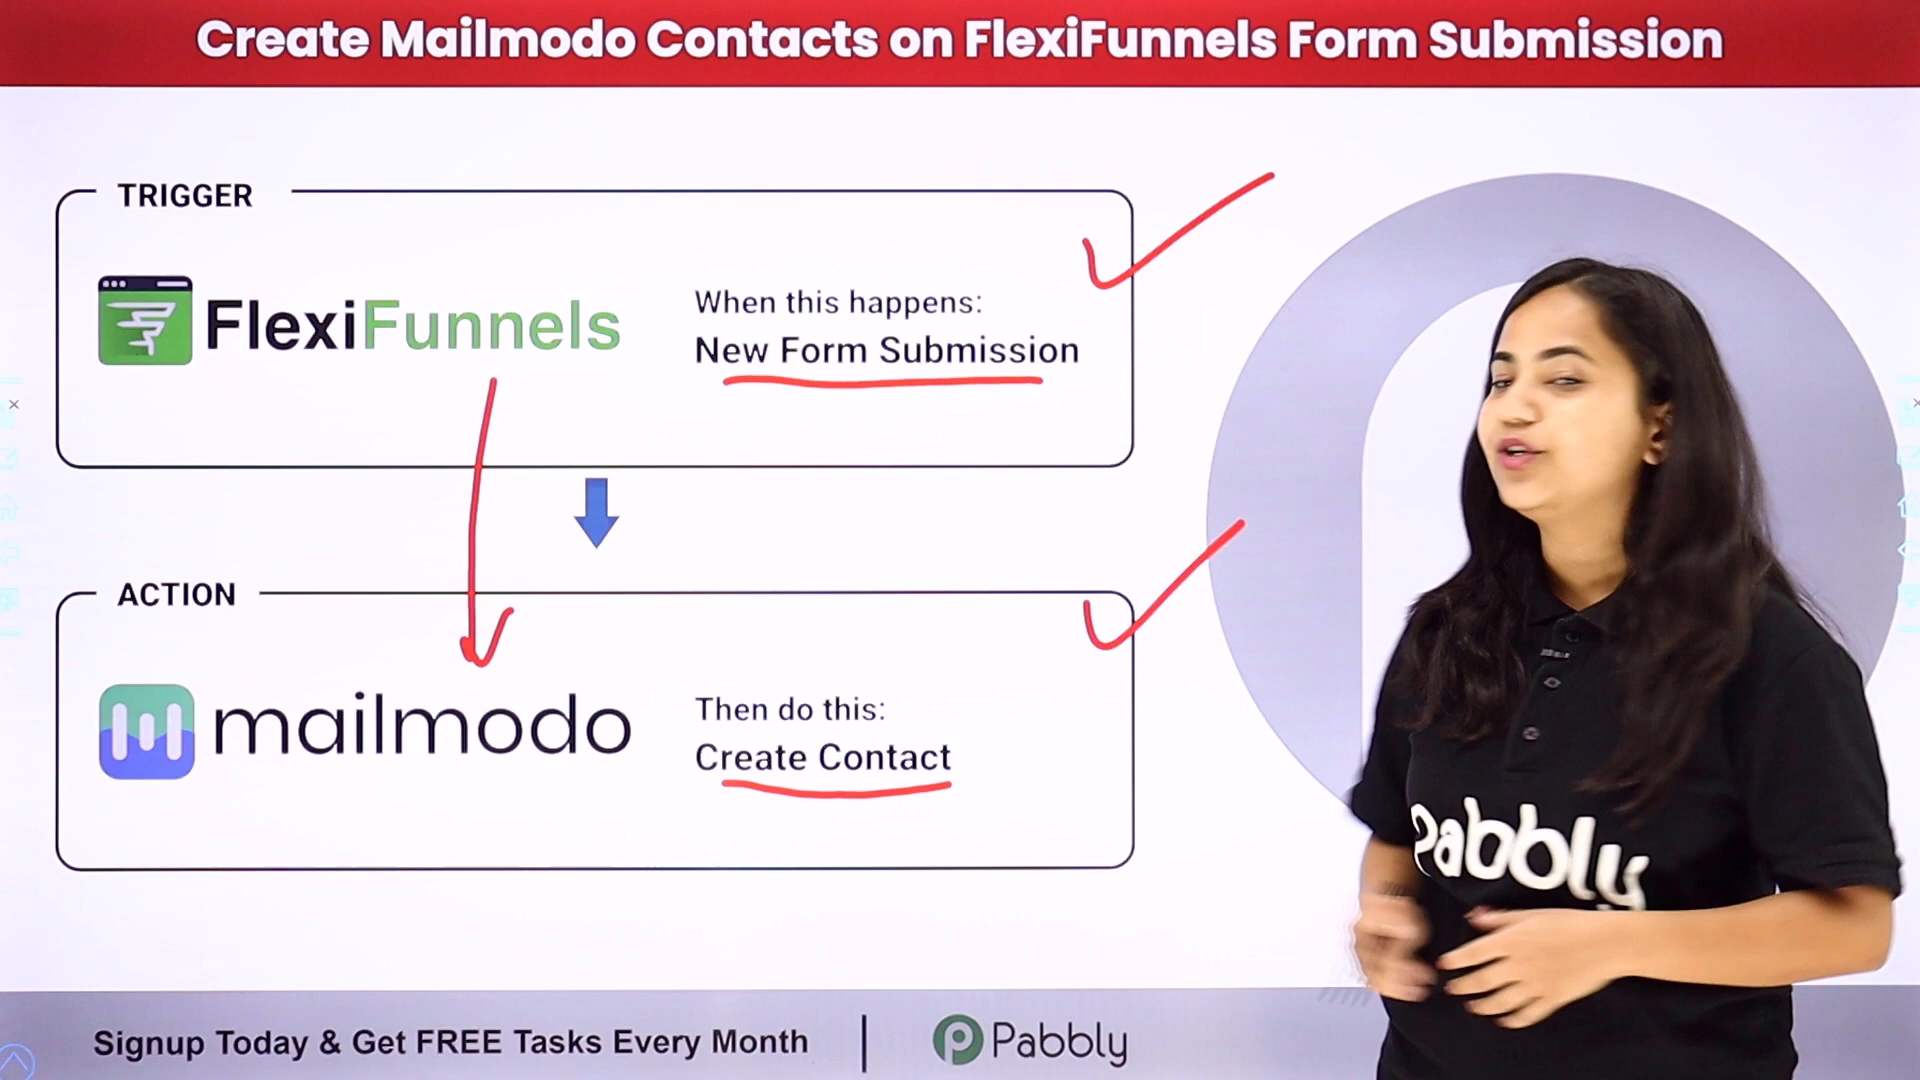 Create Mailmodo Contacts on FlexiFunnels Form Submission
TRIGGER
FlexiFunnels
When this happens:
New Form Submission
ACTION
mailmodo
Then do this:
Create Contact
Pabbly
Signup Today & Get FREE Tasks Every Month
Pabbly